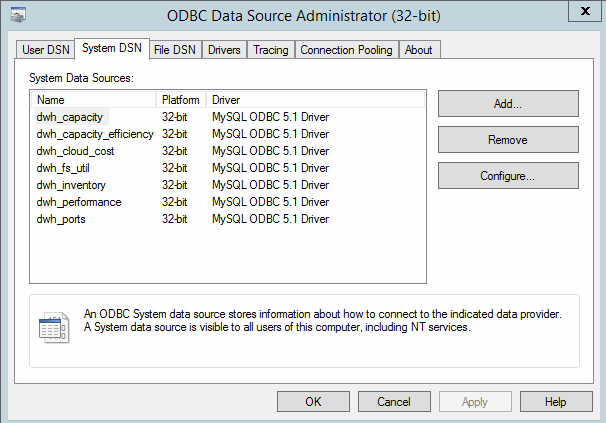 ODBC Data Source Administrator (32-bit)
x
User DSN System DSN File DSN Drivers Tracing Connection Pooling About
System Data Sources:
Name Platform Driver
dwh_capacity 32-bit MySQL ODBC 5.1 Driver
dwh_capacity_efficiency 32-bit MySQL ODBC 5.1 Driver
dwh_cloud_cost 32-bit MySQL ODBC 5.1 Driver
dwh_fs_util 32-bit MySQL ODBC 5.1 Driver
dwh_inventory 32-bit MySQL ODBC 5.1 Driver
dwh_performance 32-bit MySQL ODBC 5.1 Driver
dwh_ports 32-bit MySQL ODBC 5.1 Driver
Add...
Remove
Configure...
An ODBC System data source stores information about how to connect to the indicated data provider.
A System data source is visible to all users of this computer, including NT services.
OK Cancel Apply Help